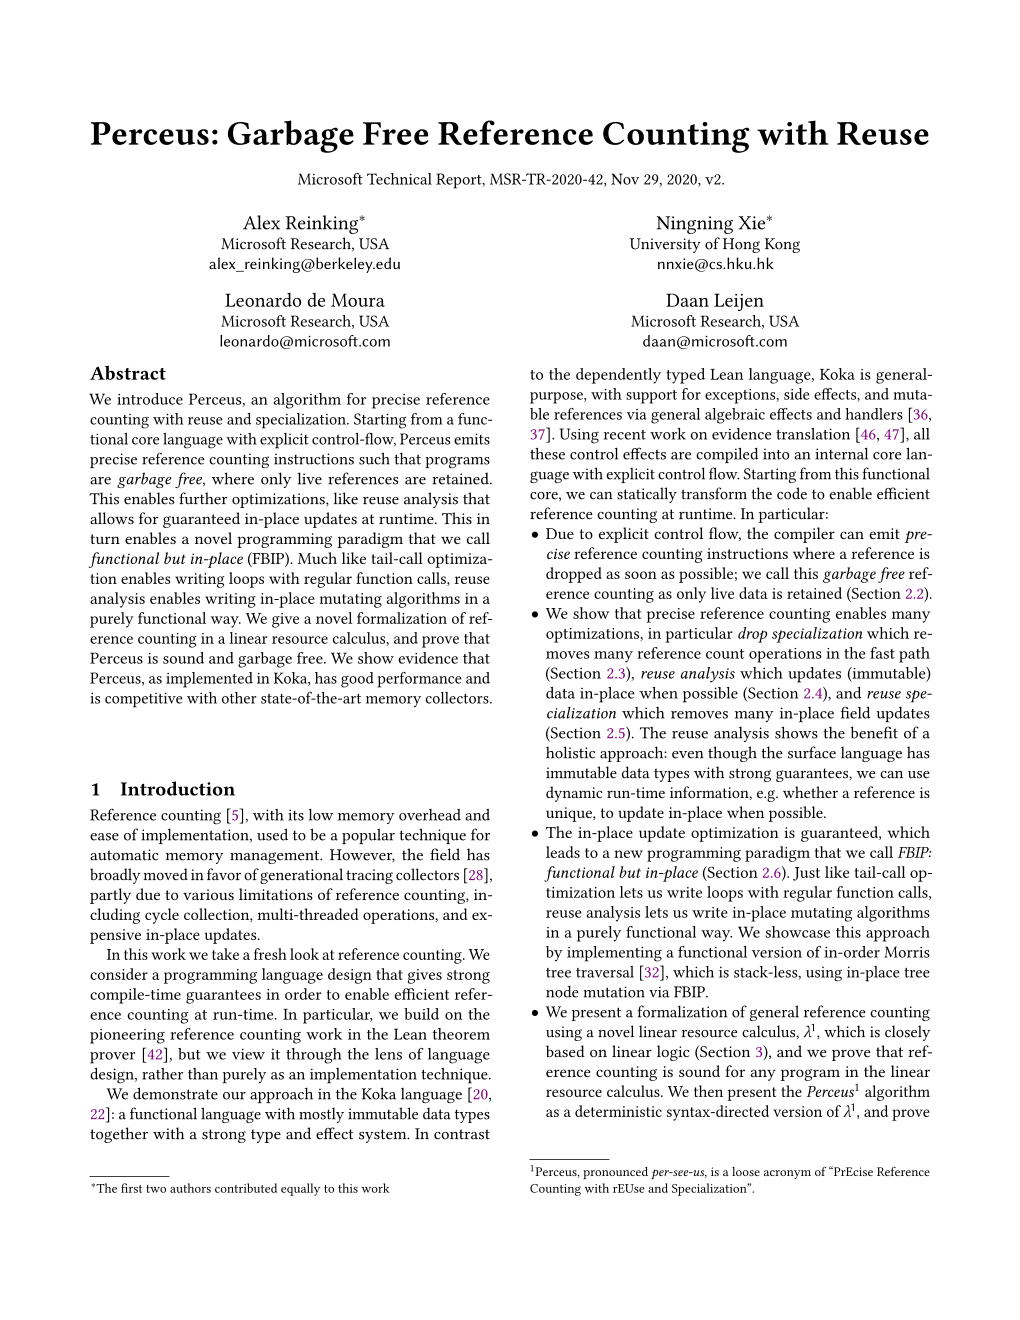 Perceus: Garbage Free Reference Counting with Reuse
Microsoft Technical Report, MSR-TR-2020-42, Nov 29, 2020, v2.
Alex Reinking*
Microsoft Research, USA
alex_reinking@berkeley.edu
Ningning Xie*
University of Hong Kong
nnxie@cs.hku.hk
Leonardo de Moura
Microsoft Research, USA
leonardo@microsoft.com
Daan Leijen
Microsoft Research, USA
daan@microsoft.com
Abstract
We introduce Perceus, an algorithm for precise reference
counting with reuse and specialization. Starting from a func-
tional core language with explicit control-flow, Perceus emits
precise reference counting instructions such that programs
are garbage free, where only live references are retained.
This enables further optimizations, like reuse analysis that
allows for guaranteed in-place updates at runtime. This in
turn enables a novel programming paradigm that we call
functional but in-place (FBIP). Much like tail-call optimiza-
tion enables writing loops with regular function calls, reuse
analysis enables writing in-place mutating algorithms in a
purely functional way. We give a novel formalization of ref-
erence counting in a linear resource calculus, and prove that
Perceus is sound and garbage free. We show evidence that
Perceus, as implemented in Koka, has good performance and
is competitive with other state-of-the-art memory collectors.
1 Introduction
Reference counting [5], with its low memory overhead and
ease of implementation, used to be a popular technique for
automatic memory management. However, the field has
broadly moved in favor of generational tracing collectors [28],
partly due to various limitations of reference counting, in-
cluding cycle collection, multi-threaded operations, and ex-
pensive in-place updates.
In this work we take a fresh look at reference counting. We
consider a programming language design that gives strong
compile-time guarantees in order to enable efficient refer-
ence counting at run-time. In particular, we build on the
pioneering reference counting work in the Lean theorem
prover [42], but we view it through the lens of language
design, rather than purely as an implementation technique.
We demonstrate our approach in the Koka language [20,
22]: a functional language with mostly immutable data types
together with a strong type and effect system. In contrast
*The first two authors contributed equally to this work
to the dependently typed Lean language, Koka is general-
purpose, with support for exceptions, side effects, and muta-
ble references via general algebraic effects and handlers [36,
37]. Using recent work on evidence translation [46, 47], all
these control effects are compiled into an internal core lan-
guage with explicit control flow. Starting from this functional
core, we can statically transform the code to enable efficient
reference counting at runtime. In particular:
• Due to explicit control flow, the compiler can emit pre-
cise reference counting instructions where a reference is
dropped as soon as possible; we call this garbage free ref-
erence counting as only live data is retained (Section 2.2).
• We show that precise reference counting enables many
optimizations, in particular drop specialization which re-
moves many reference count operations in the fast path
(Section 2.3), reuse analysis which updates (immutable)
data in-place when possible (Section 2.4), and reuse spe-
cialization which removes many in-place field updates
(Section 2.5). The reuse analysis shows the benefit of a
holistic approach: even though the surface language has
immutable data types with strong guarantees, we can use
dynamic run-time information, e.g. whether a reference is
unique, to update in-place when possible.
• The in-place update optimization is guaranteed, which
leads to a new programming paradigm that we call FBIP:
functional but in-place (Section 2.6). Just like tail-call op-
timization lets us write loops with regular function calls,
reuse analysis lets us write in-place mutating algorithms
in a purely functional way. We showcase this approach
by implementing a functional version of in-order Morris
tree traversal [32], which is stack-less, using in-place tree
node mutation via FBIP.
• We present a formalization of general reference counting
using a novel linear resource calculus, λ¹, which is closely
based on linear logic (Section 3), and we prove that ref-
erence counting is sound for any program in the linear
resource calculus. We then present the Perceus¹ algorithm
as a deterministic syntax-directed version of λ¹, and prove
¹Perceus, pronounced per-see-us, is a loose acronym of “PrEcise Reference
Counting with rEUse and Specialization”.